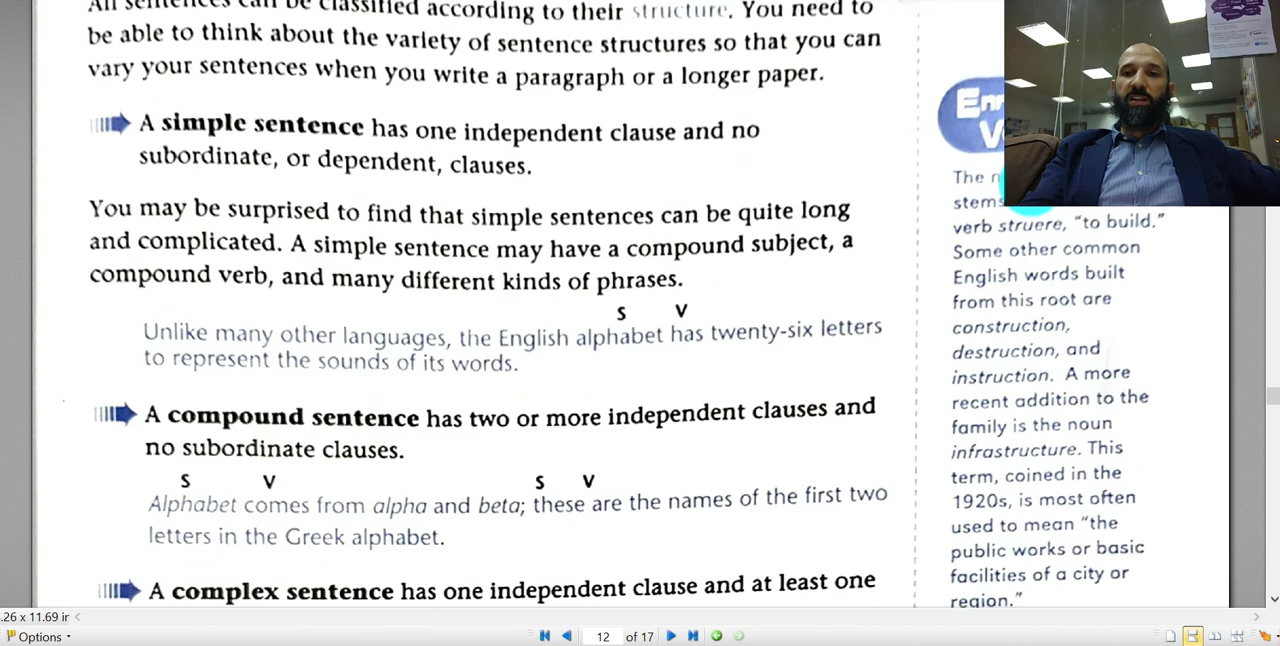 All sentences can be classified according to their structure. You need to
be able to think about the variety of sentence structures so that you can
vary your sentences when you write a paragraph or a longer paper.
A simple sentence has one independent clause and no
subordinate, or dependent, clauses.
You may be surprised to find that simple sentences can be quite long
and complicated. A simple sentence may have a compound subject, a
compound verb, and many different kinds of phrases.
S V
Unlike many other languages, the English alphabet has twenty-six letters
to represent the sounds of its words.
A compound sentence has two or more independent clauses and
no subordinate clauses.
S V S V
Alphabet comes from alpha and beta; these are the names of the first two
letters in the Greek alphabet.
A complex sentence has one independent clause and at least one
The
stems
verb struere, "to build."
Some other common
English words built
from this root are
construction,
destruction, and
instruction. A more
recent addition to the
family is the noun
infrastructure. This
term, coined in the
1920s, is most often
used to mean "the
public works or basic
facilities of a city or
region."
.26 x 11.69 ir
Options
12 of 17